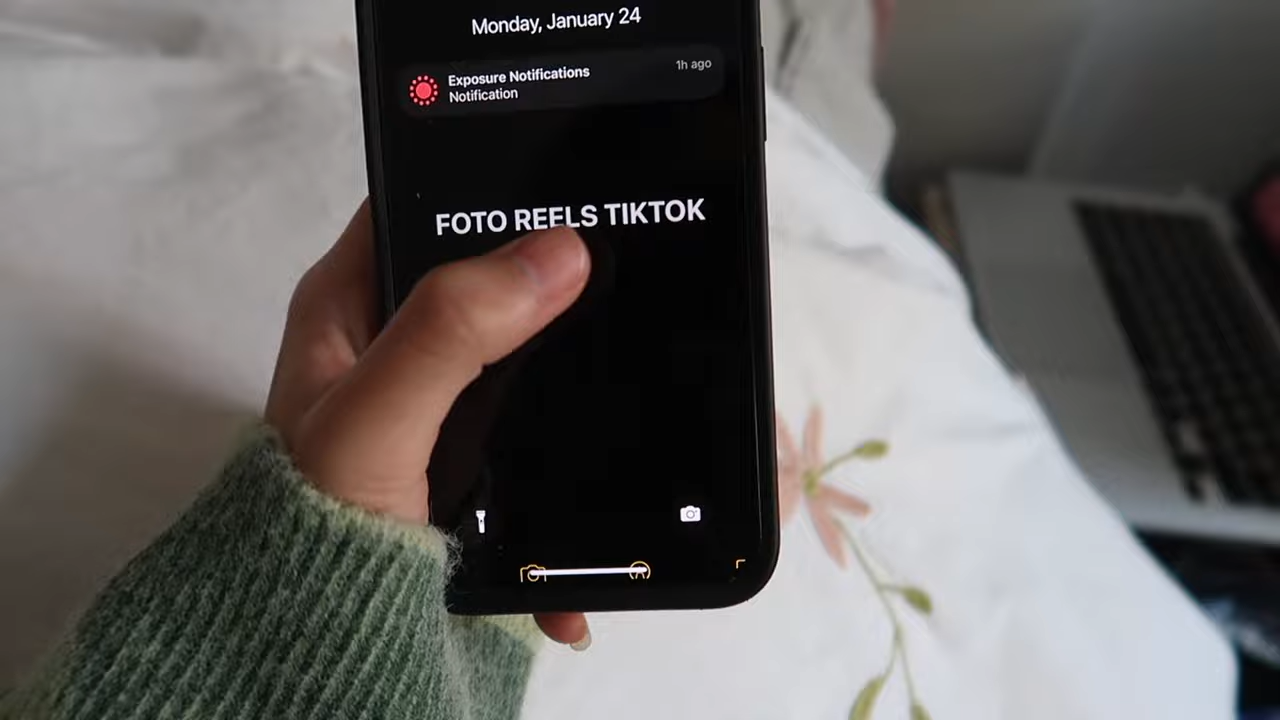 Monday, January 24
Exposure Notifications
1h ago
Notification
FOTO REELS TIKTOK